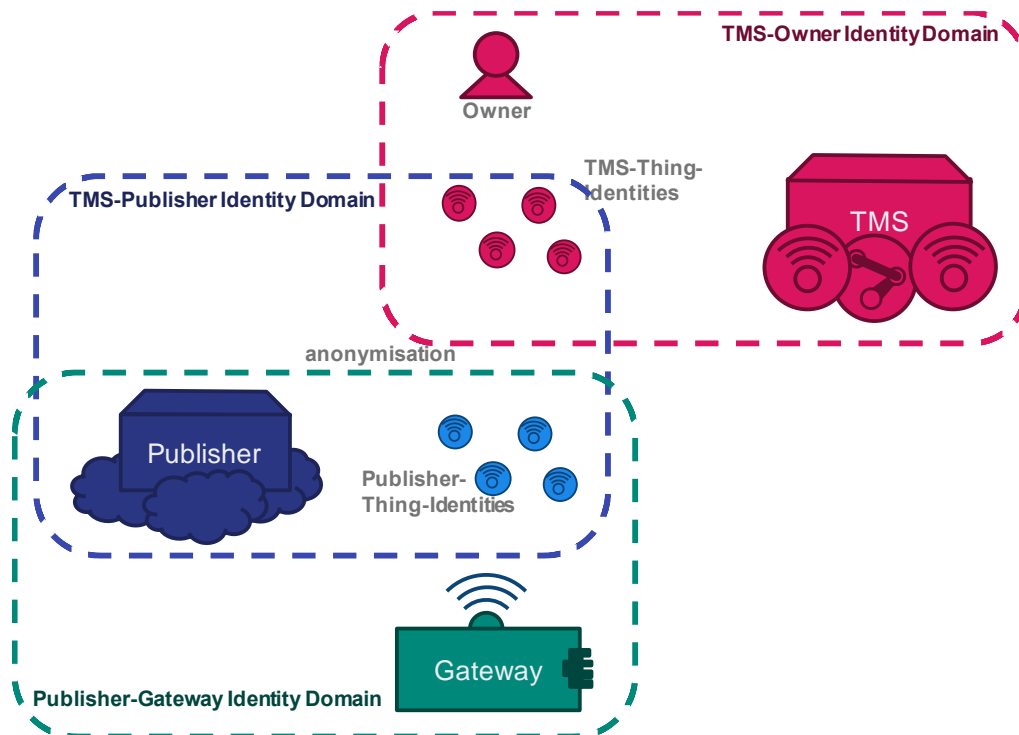 TMS-Owner Identity Domain
Owner
TMS-Thing-
Identities
TMS-Publisher Identity Domain
TMS
anonymisation
Publisher
Publisher-
Thing-Identities
Gateway
Publisher-Gateway Identity Domain